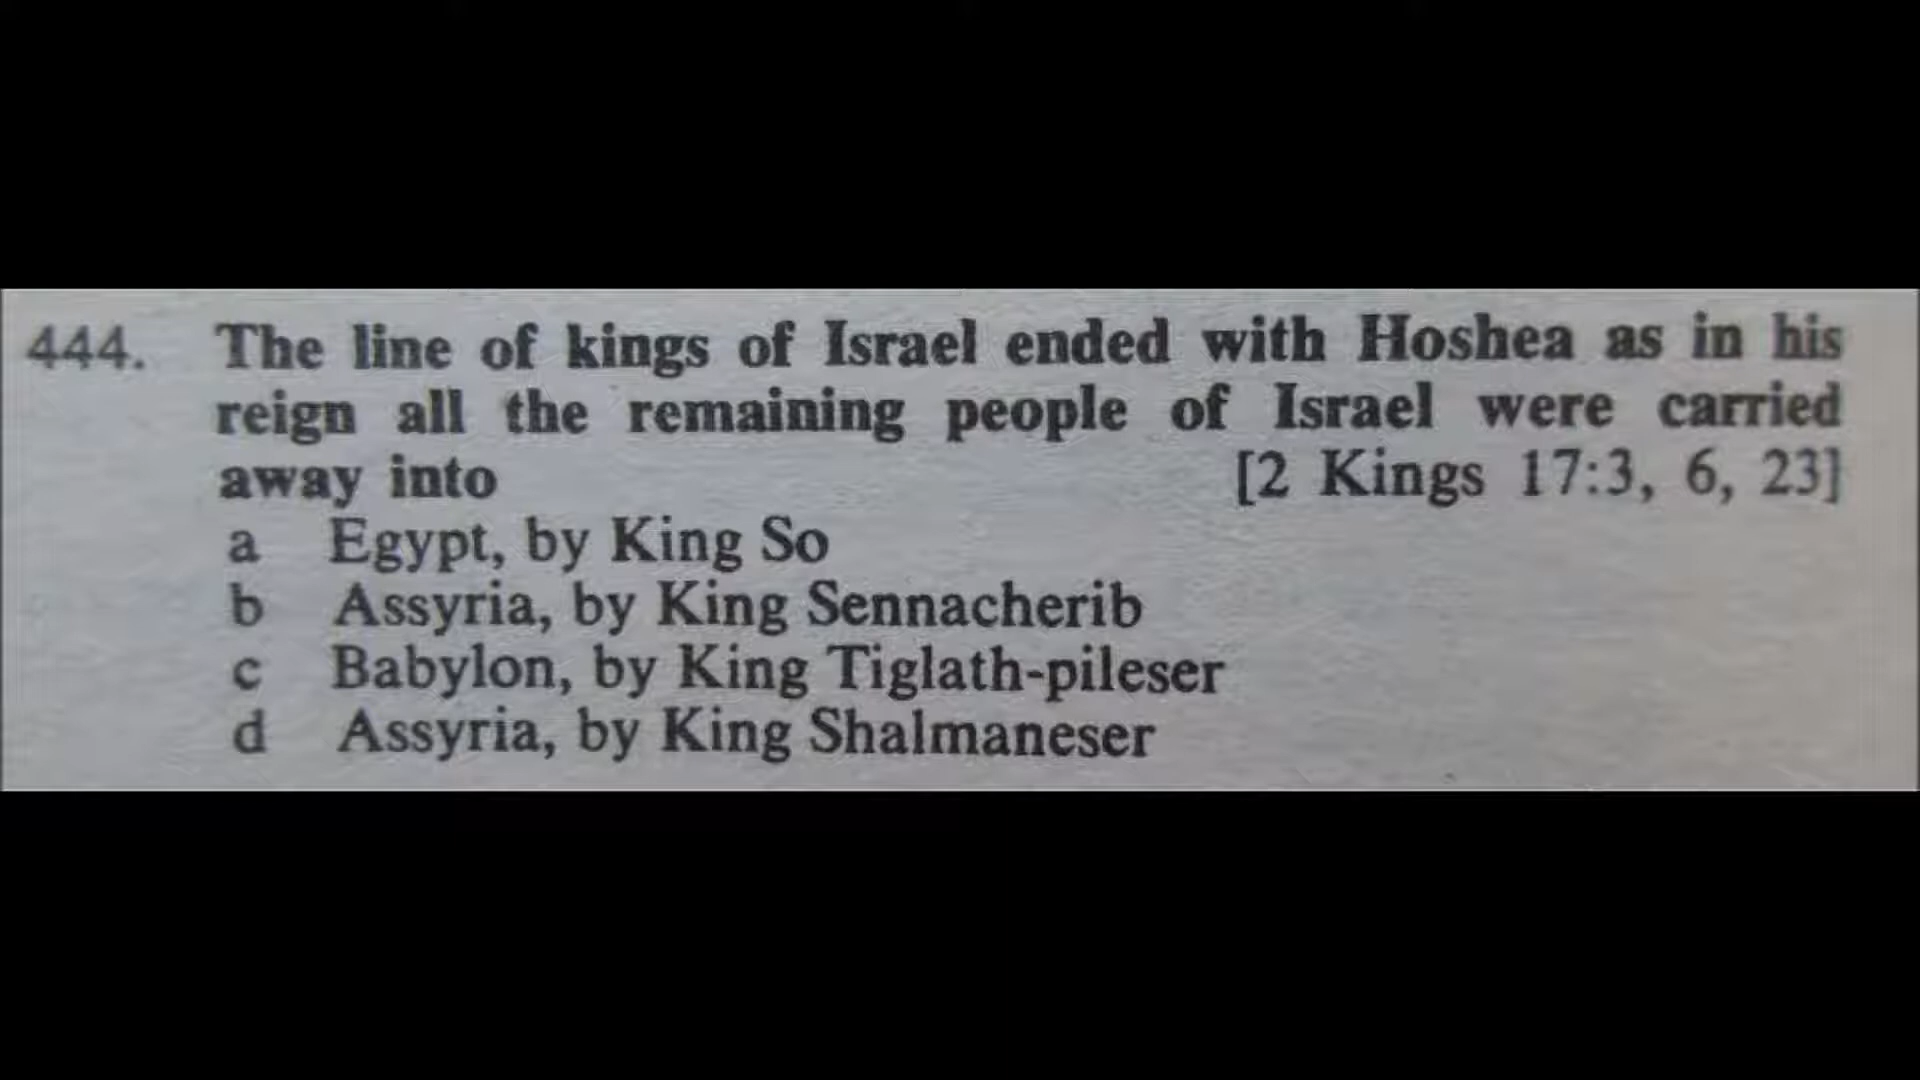 444. The line of kings of Israel ended with Hoshea as in his
reign all the remaining people of Israel were carried
away into [2 Kings 17:3, 6, 23]
a Egypt, by King So
b Assyria, by King Sennacherib
c Babylon, by King Tiglath-pileser
d Assyria, by King Shalmaneser